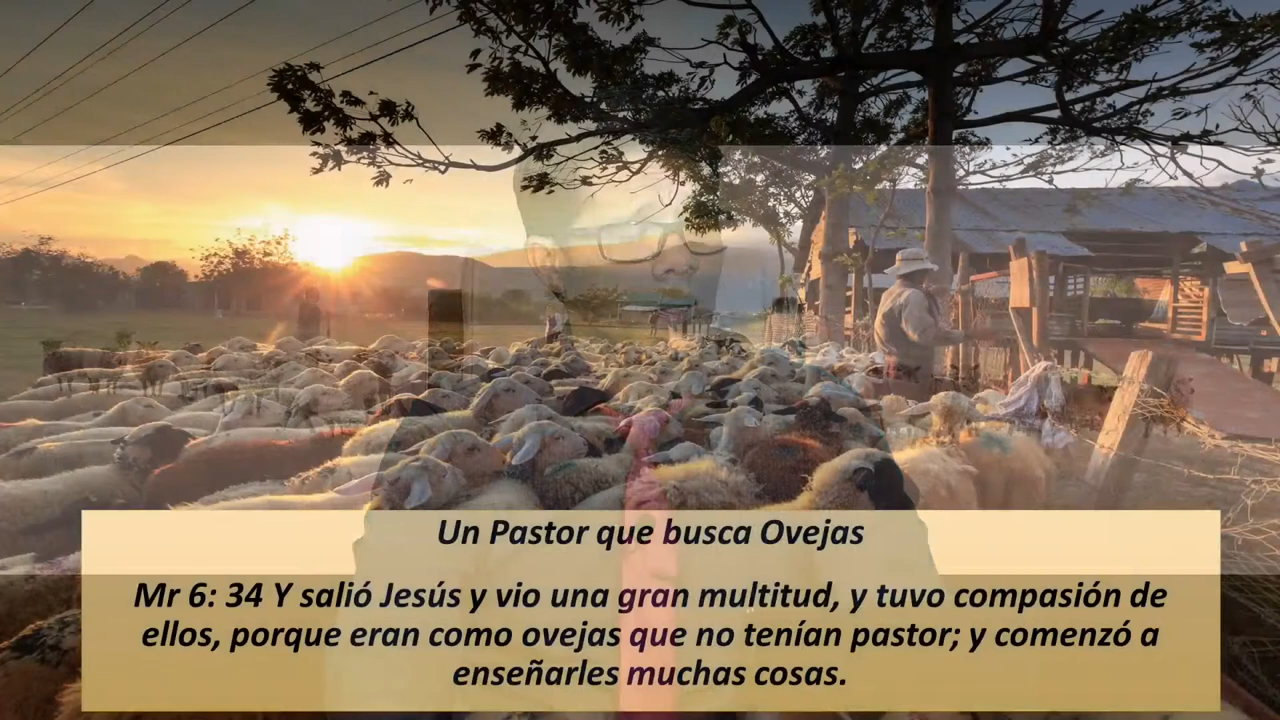 Un Pastor que busca Ovejas
Mr 6: 34 Y salió Jesús y vio una gran multitud, y tuvo compasión de
ellos, porque eran como ovejas que no tenían pastor; y comenzó a
enseñarles muchas cosas.